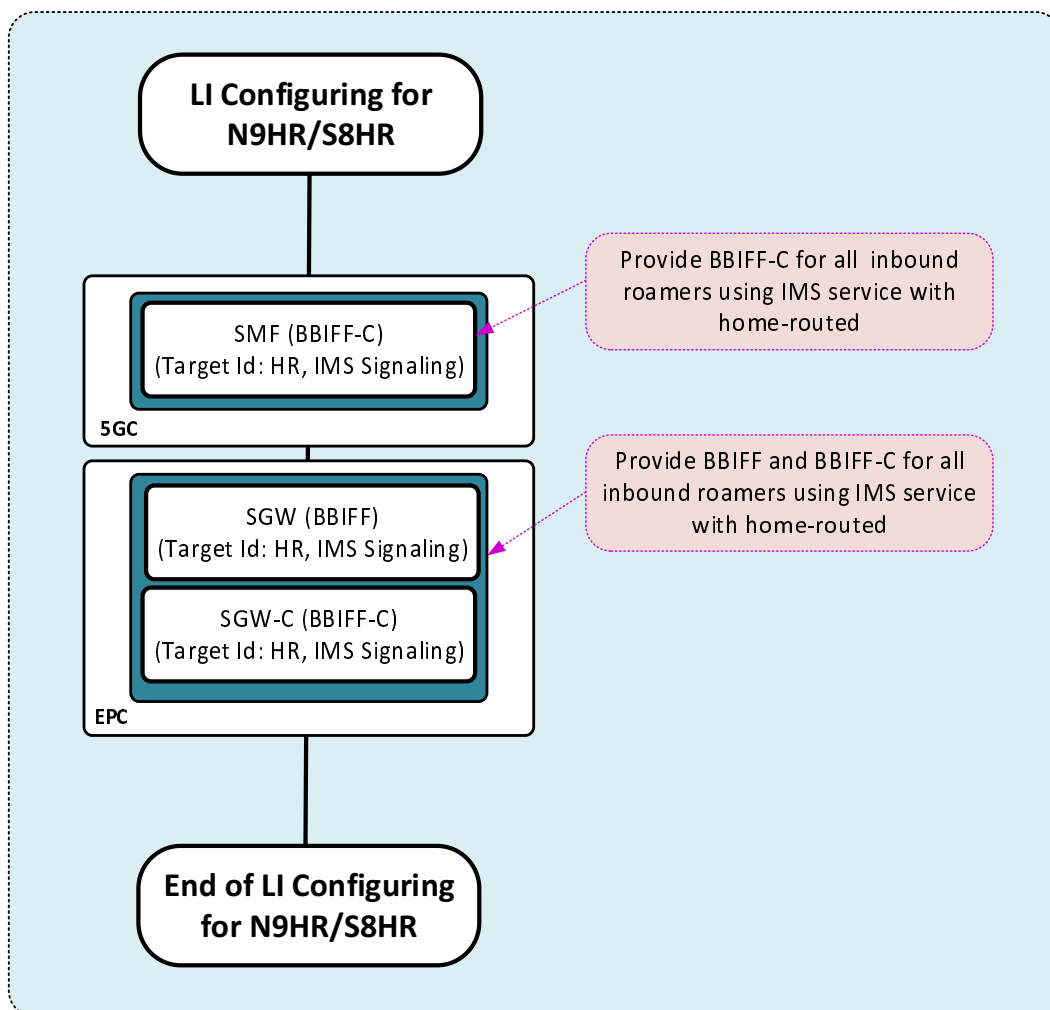 LI Configuring for
N9HR/S8HR
Provide BBIFF-C for all inbound
roamers using IMS service with
home-routed
SMF (BBIFF-C)
(Target Id: HR, IMS Signaling)
5GC
Provide BBIFF and BBIFF-C for all
inbound roamers using IMS service
with home-routed
SGW (BBIFF)
(Target Id: HR, IMS Signaling)
SGW-C (BBIFF-C)
(Target Id: HR, IMS Signaling)
EPC
End of LI Configuring
for N9HR/S8HR